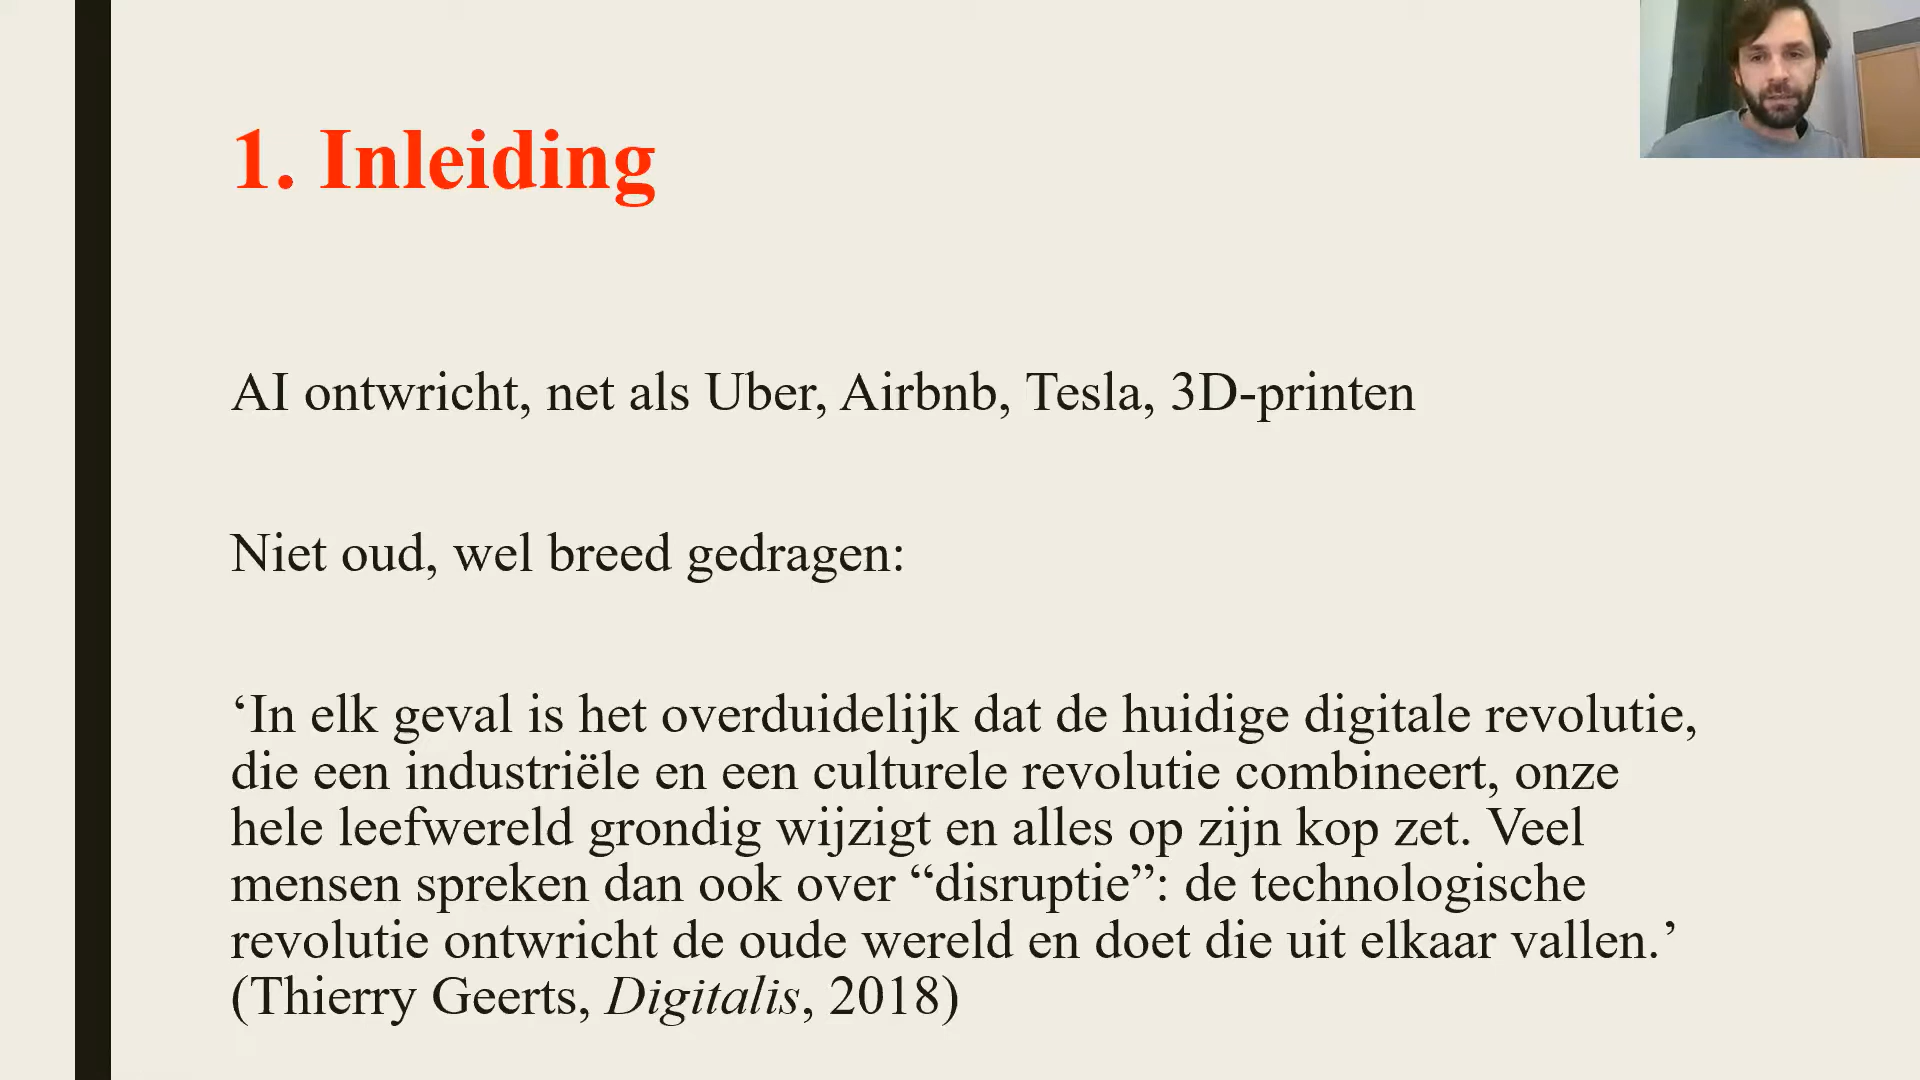 1. Inleiding
AI ontwricht, net als Uber, Airbnb, Tesla, 3D-printen
Niet oud, wel breed gedragen:
‘In elk geval is het overduidelijk dat de huidige digitale revolutie,
die een industriële en een culturele revolutie combineert, onze
hele leefwereld grondig wijzigt en alles op zijn kop zet. Veel
mensen spreken dan ook over “disruptie”: de technologische
revolutie ontwricht de oude wereld en doet die uit elkaar vallen.’
(Thierry Geerts, Digitalis, 2018)